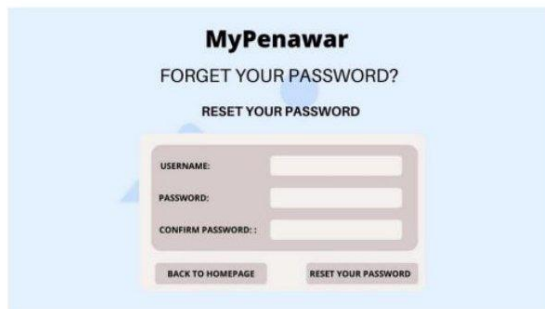 MyPenawar
FORGET YOUR PASSWORD?
RESET YOUR PASSWORD
USERNAME:
PASSWORD:
CONFIRM PASSWORD: :
BACK TO HOMEPAGE
RESET YOUR PASSWORD